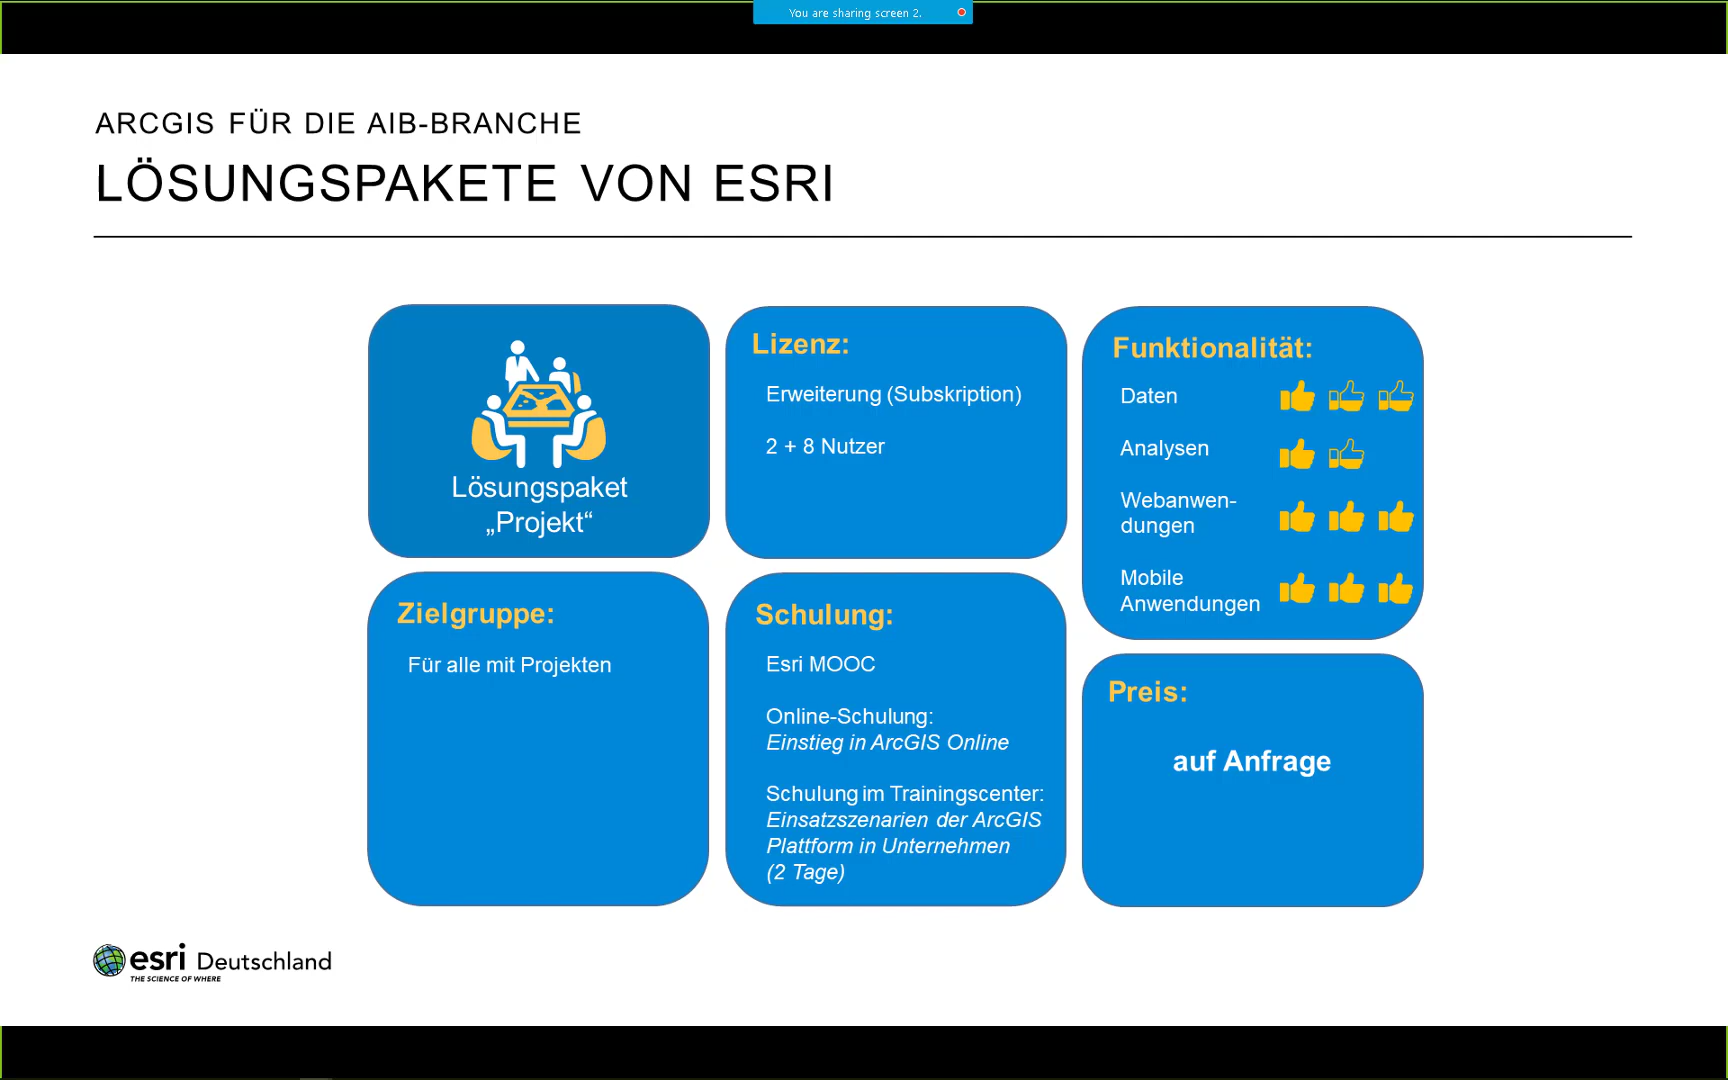 You are sharing screen 2.
ARCGIS FÜR DIE AIB-BRANCHE
LÖSUNGSPAKETE VON ESRI
Lösungspaket
„Projekt“
Lizenz:
Erweiterung (Subskription)
2 + 8 Nutzer
Funktionalität:
Daten
Analysen
Webanwen-
dungen
Mobile
Anwendungen
Zielgruppe:
Für alle mit Projekten
Schulung:
Esri MOOC
Online-Schulung:
Einstieg in ArcGIS Online
Schulung im Trainingscenter:
Einsatzszenarien der ArcGIS
Plattform in Unternehmen
(2 Tage)
Preis:
auf Anfrage
esri Deutschland
THE SCIENCE OF WHERE